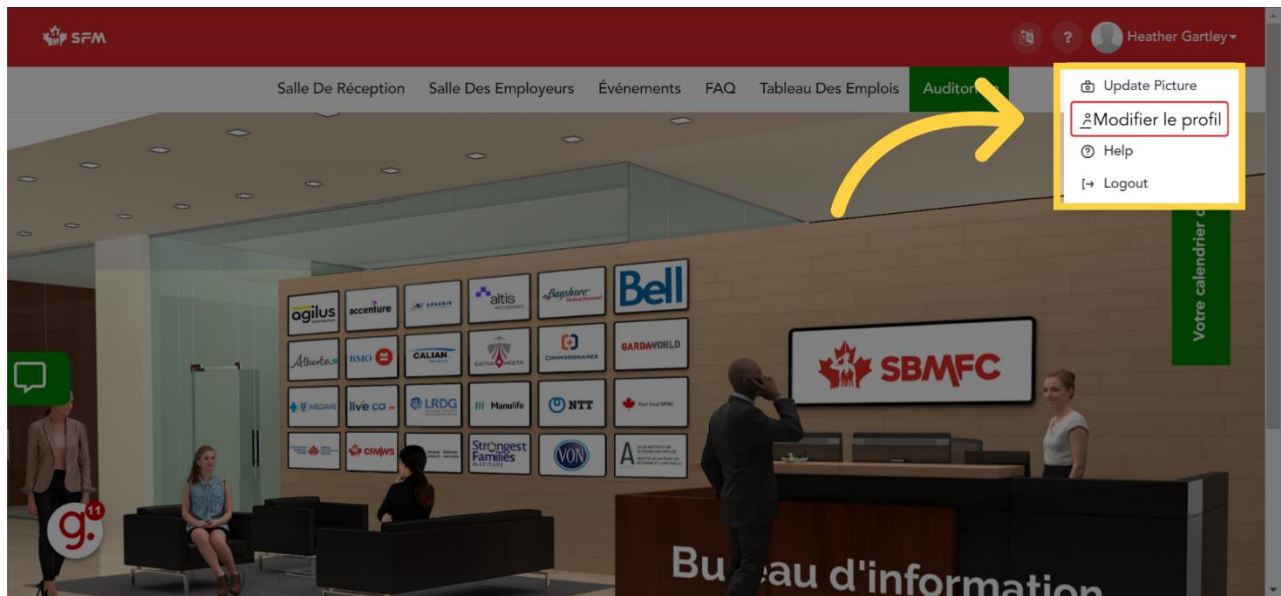 SFM
?
Heather Gartley
Salle De Réception Salle Des Employeurs Événements FAQ Tableau Des Emplois
Update Picture
Modifier le profil
Help
Logout
Votre calendrier
agilus
accenture
altis
Bayshore
Bell
Alberta
BMO
CALIAN
COMMISSIONAIRES
GARDAWORLD
MEDAVIE
live ca
LRDG
Manulife
NTT
CFMWS
Strongest
Families
VON
A
SBMFC
g.
11
d'information